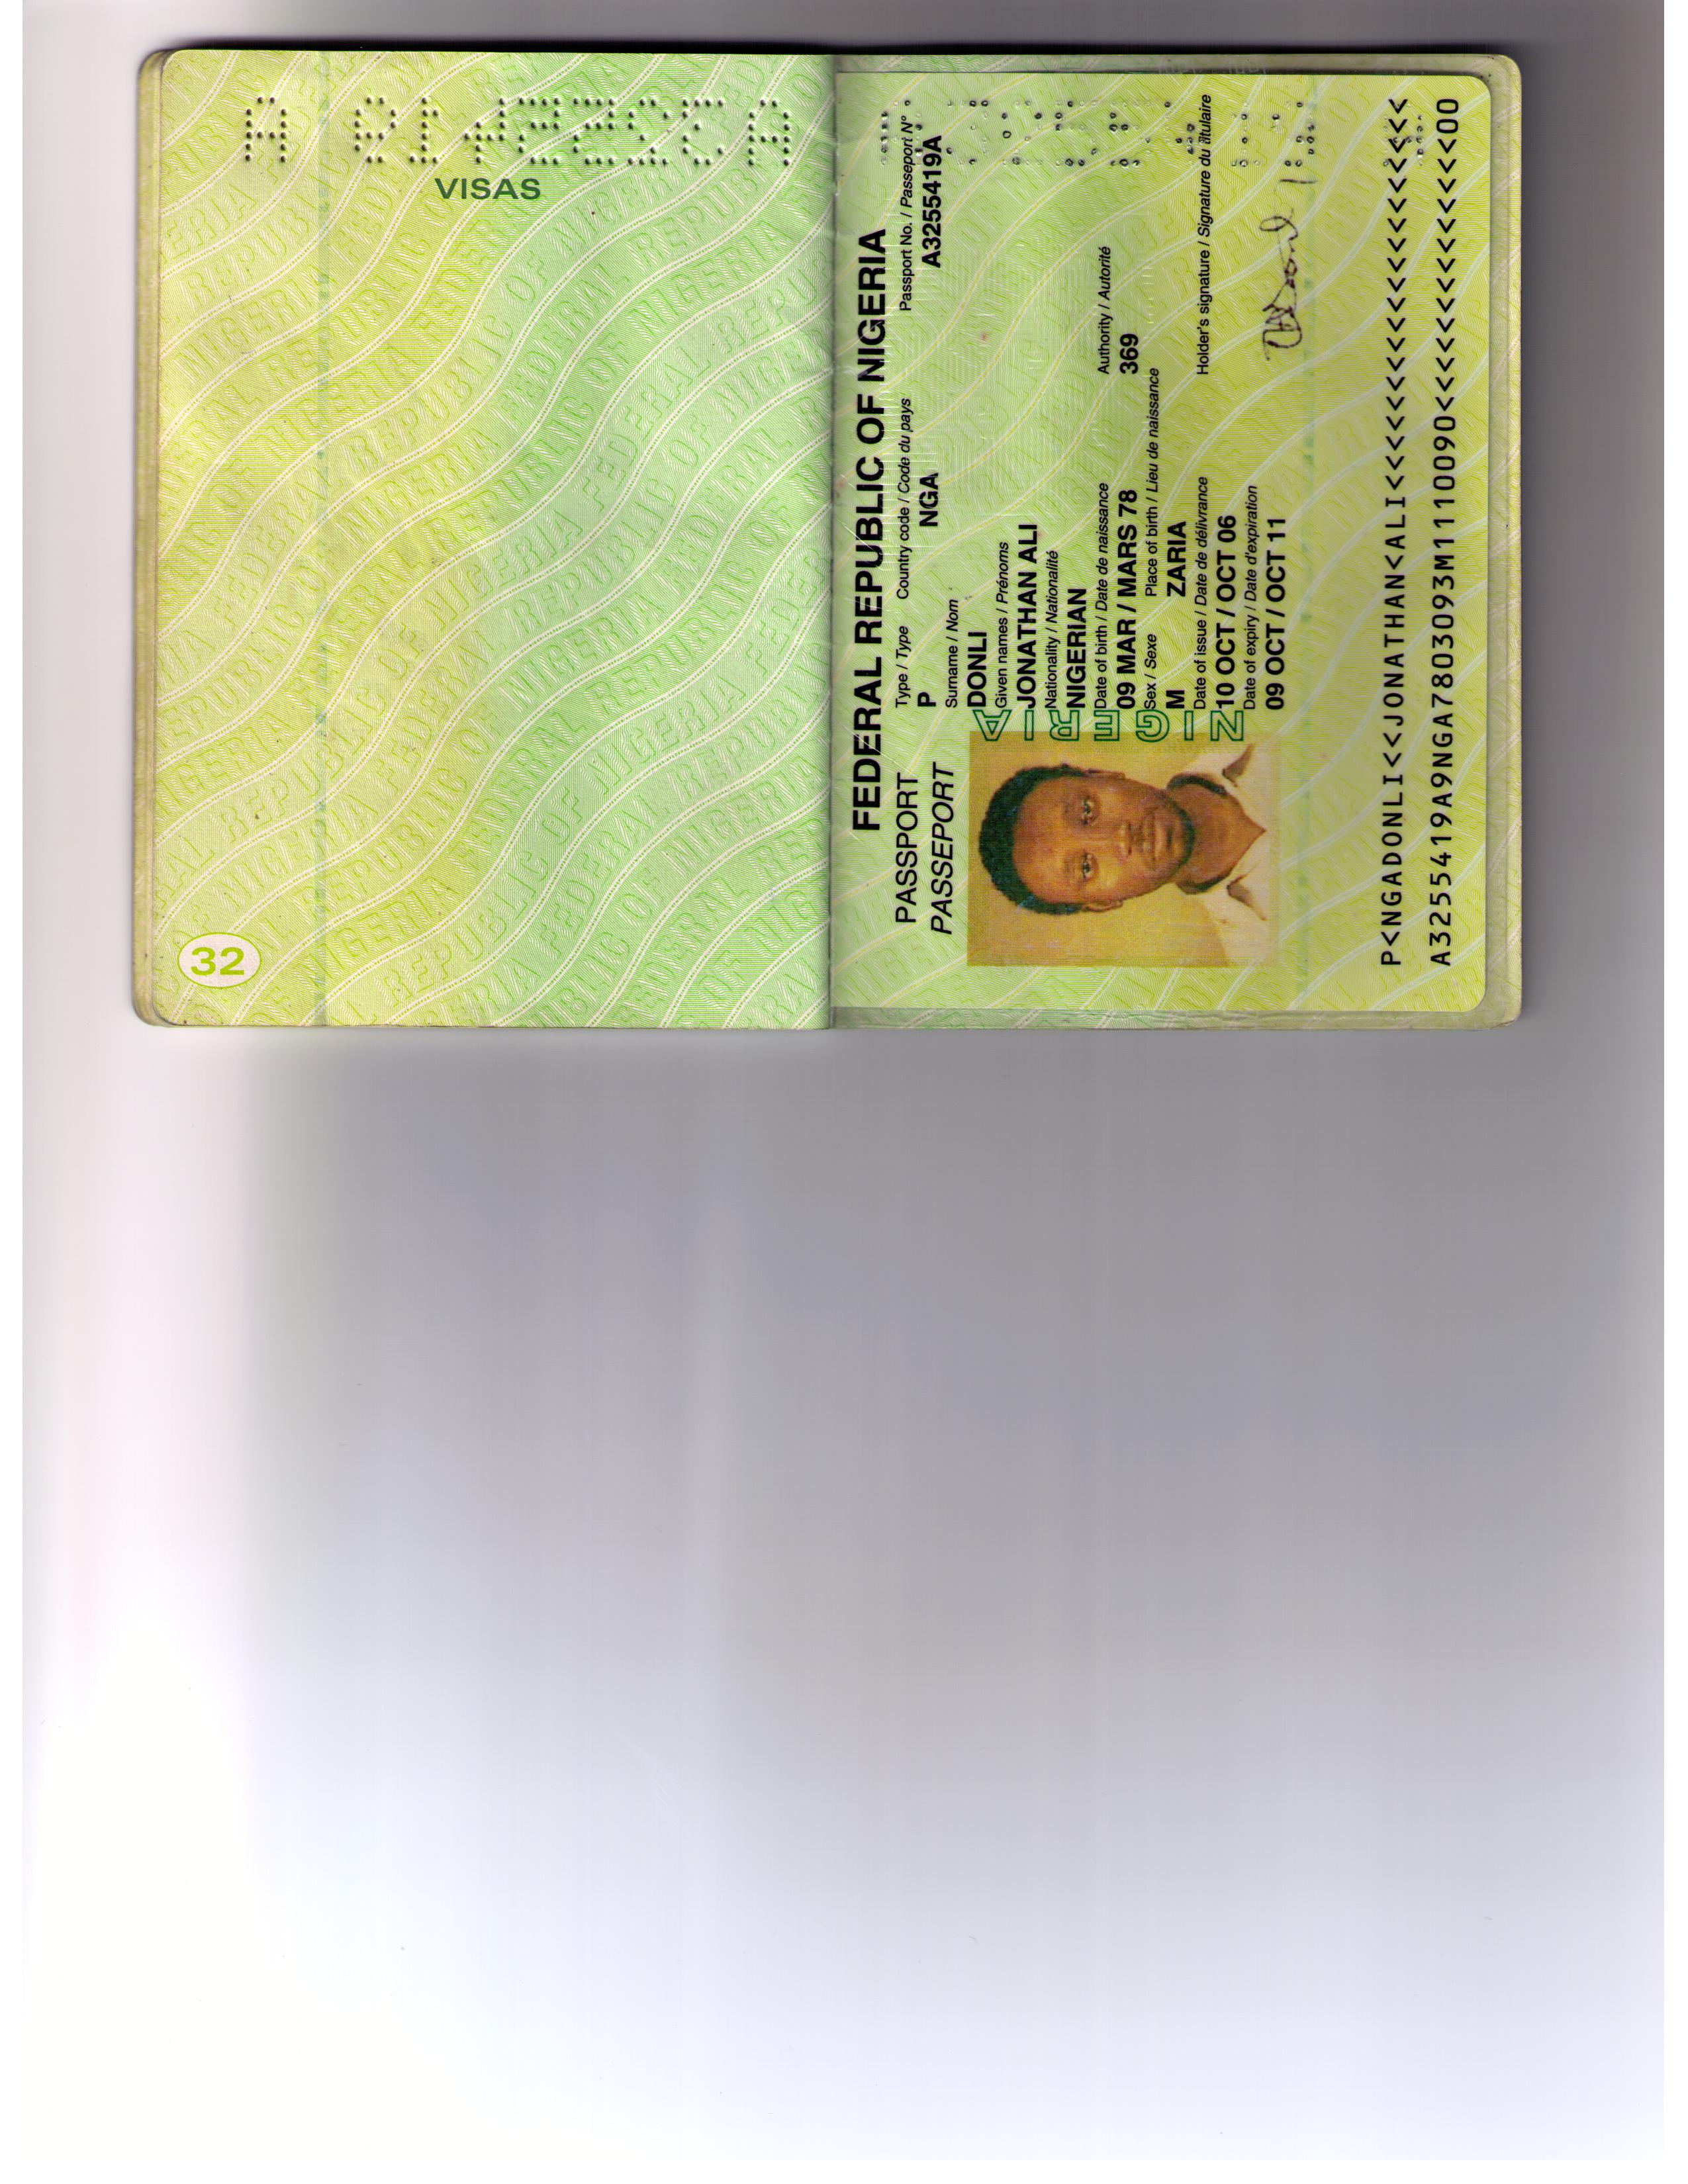 32
VISAS
FEDERAL REPUBLIC OF NIGERIA
PASSPORT
PASSEPORT
Type / Type Country code / Code du pays Passport No. / Passeport N°
P NGA A3255419A
Surname / Nom
DONLI
Given names / Prénoms
JONATHAN ALI
Nationality / Nationalité
NIGERIAN
Date of birth / Date de naissance Authority / Autorité
09 MAR / MARS 78 369
Sex / Sexe Place of birth / Lieu de naissance
M ZARIA
Date of issue / Date de délivrance Holder's signature / Signature du titulaire
10 OCT / OCT 06
Date of expiry / Date d'expiration
09 OCT / OCT 11
NIGERIA
P<NGADONLI<<JONATHAN<ALI<<<<<<<<<<<<<<<<<<<<
A3255419A9NGA7803093M1110090<<<<<<<<<<<<<<00